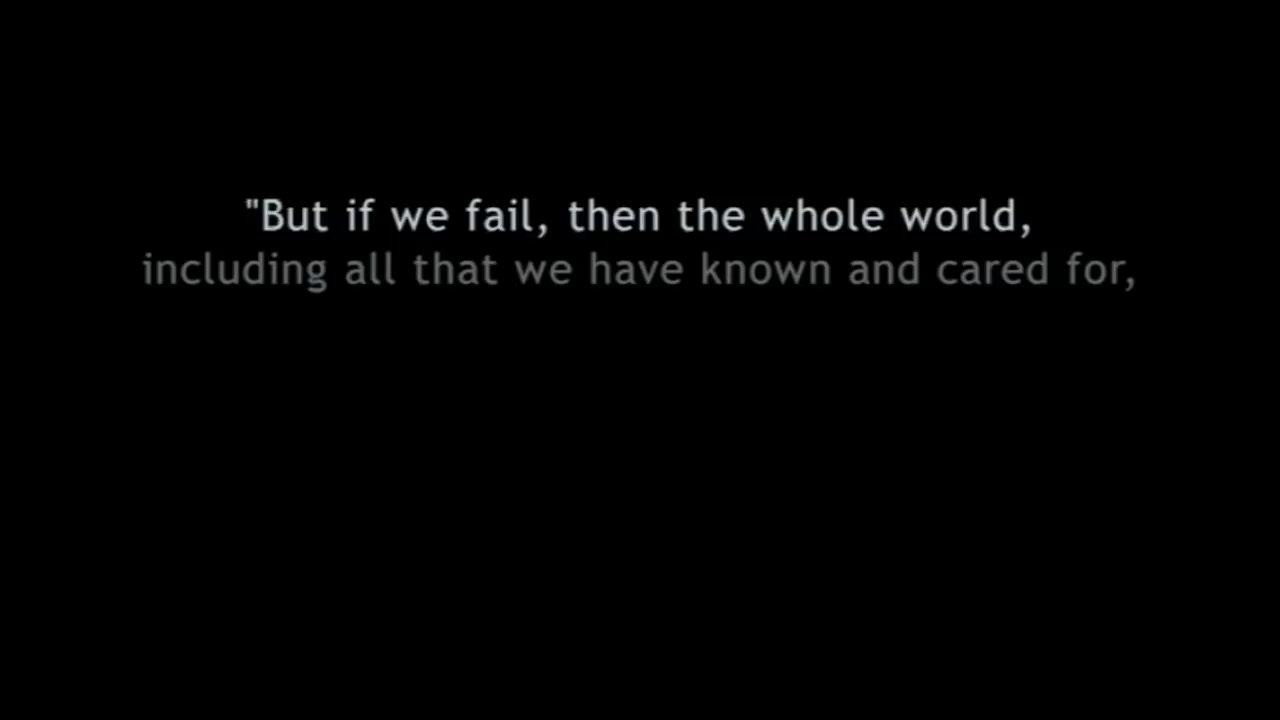 "But if we fail, then the whole world,
including all that we have known and cared for,